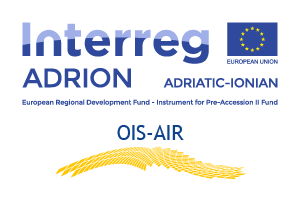 Interreg
EUROPEAN UNION
ADRION ADRIATIC-IONIAN
European Regional Development Fund - Instrument for Pre-Accession II Fund
OIS-AIR